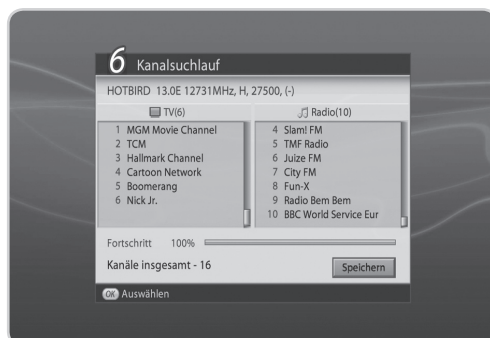 6 Kanalsuchlauf
HOTBIRD 13.0E 12731MHz, H, 27500, (-)
TV(6)
1 MGM Movie Channel
2 TCM
3 Hallmark Channel
4 Cartoon Network
5 Boomerang
6 Nick Jr.
Radio(10)
4 Slam! FM
5 TMF Radio
6 Juize FM
7 City FM
8 Fun-X
9 Radio Bem Bem
10 BBC World Service Eur
Fortschritt 100%
Kanäle insgesamt - 16
Speichern
OK Auswählen